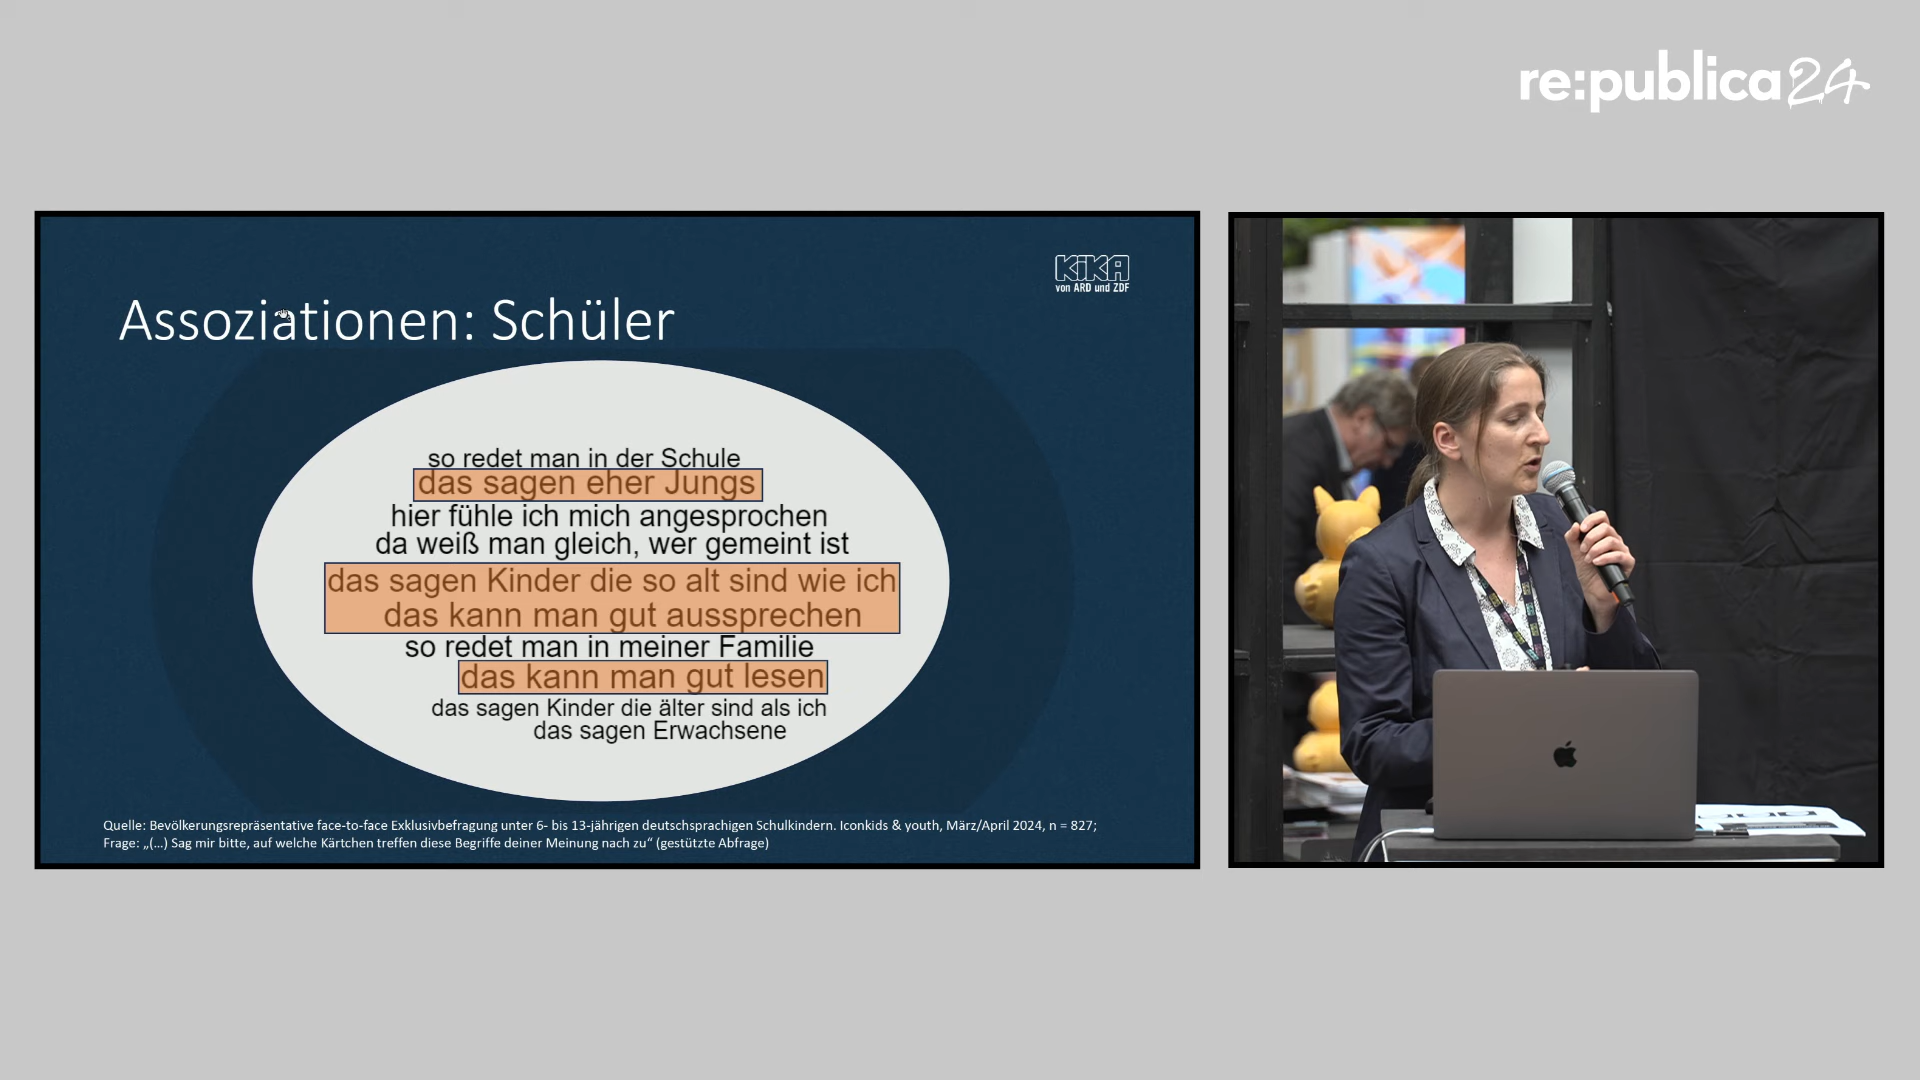 re:publica 24
KiKA
von ARD und ZDF
Assoziationen: Schüler
so redet man in der Schule
das sagen eher Jungs
hier fühle ich mich angesprochen
da weiß man gleich, wer gemeint ist
das sagen Kinder die so alt sind wie ich
das kann man gut aussprechen
so redet man in meiner Familie
das kann man gut lesen
das sagen Kinder die älter sind als ich
das sagen Erwachsene
Quelle: Bevölkerungsrepräsentative face-to-face Exklusivbefragung unter 6- bis 13-jährigen deutschsprachigen Schulkindern. Iconkids & youth, März/April 2024, n = 827;
Frage: „(...) Sag mir bitte, auf welche Kärtchen treffen diese Begriffe deiner Meinung nach zu“ (gestützte Abfrage)